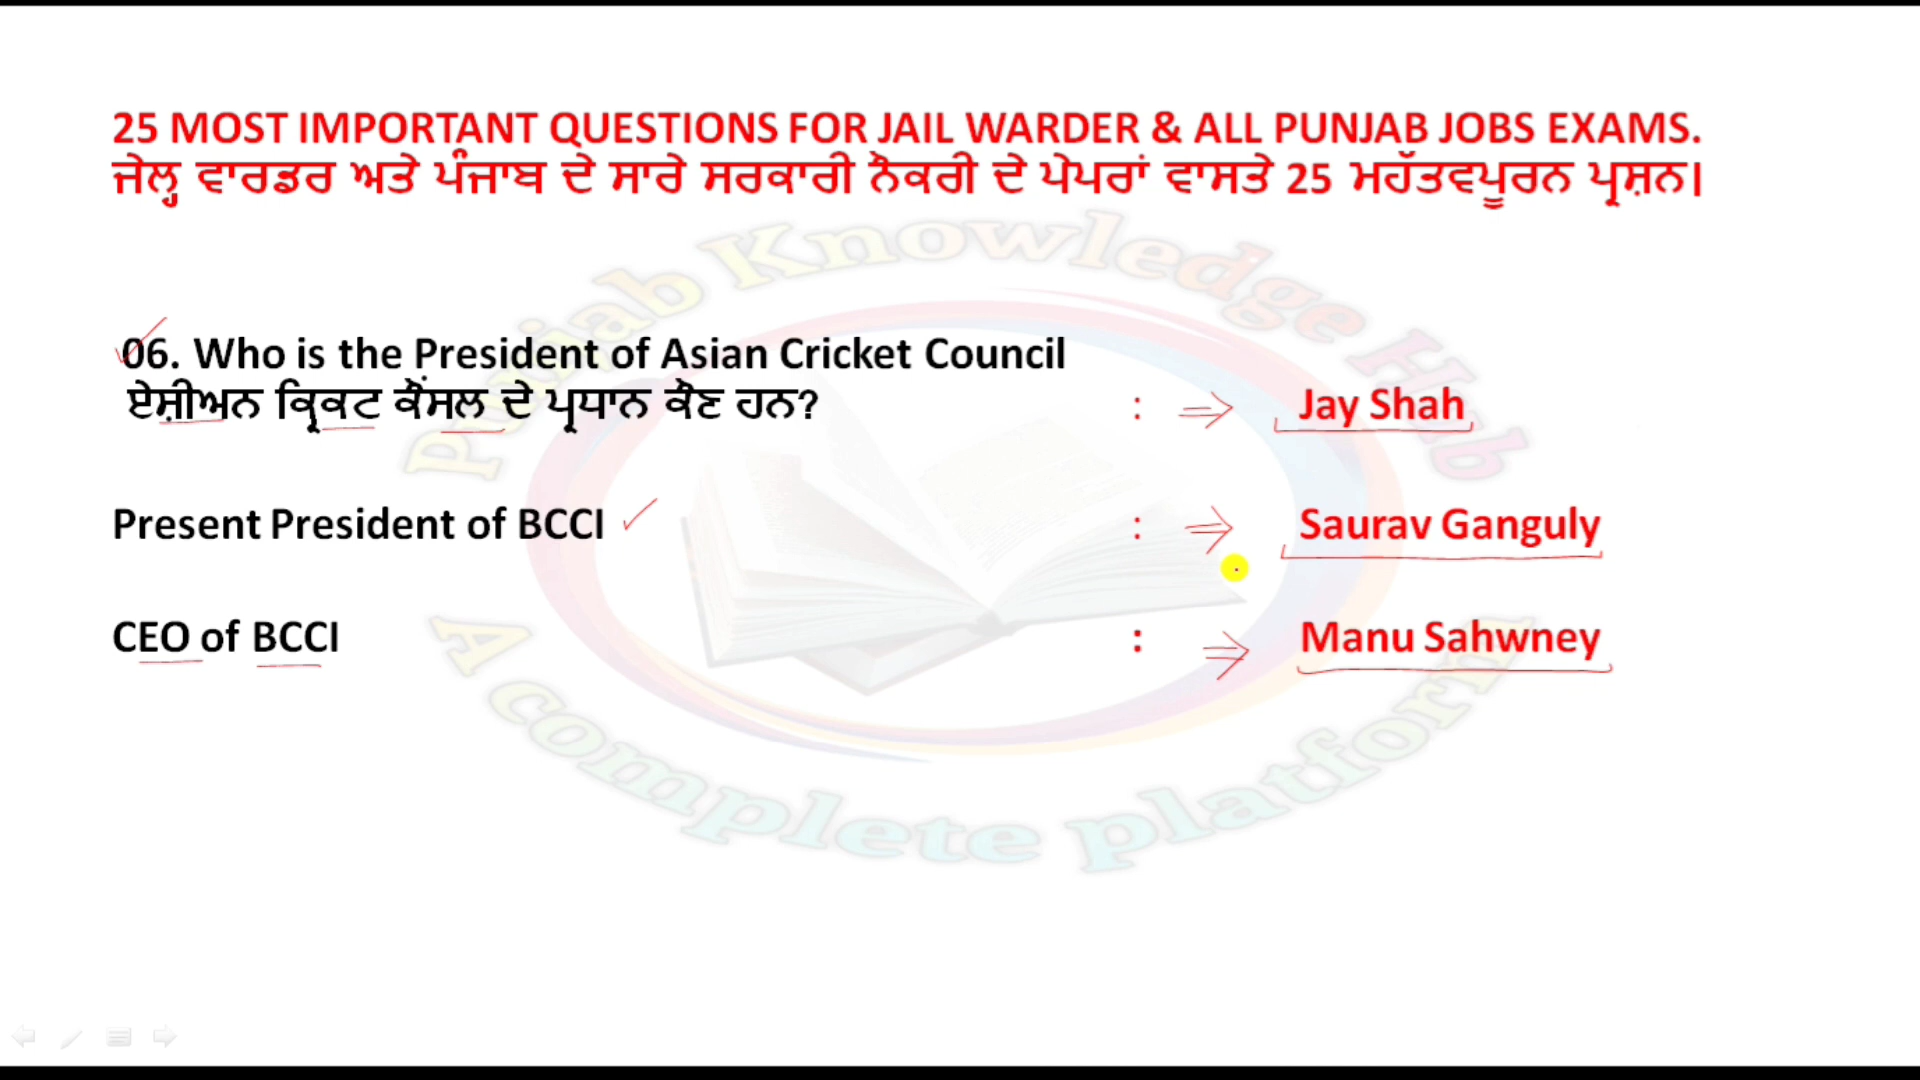 25 MOST IMPORTANT QUESTIONS FOR JAIL WARDER & ALL PUNJAB JOBS EXAMS.
ਜੇਲ੍ਹ ਵਾਰਡਰ ਅਤੇ ਪੰਜਾਬ ਦੇ ਸਾਰੇ ਸਰਕਾਰੀ ਨੌਕਰੀ ਦੇ ਪੇਪਰਾਂ ਵਾਸਤੇ 25 ਮਹੱਤਵਪੂਰਨ ਪ੍ਰਸ਼ਨ।
Punjab Knowledge Hub
06. Who is the President of Asian Cricket Council
ਏਸ਼ੀਅਨ ਕ੍ਰਿਕਟ ਕੌਂਸਲ ਦੇ ਪ੍ਰਧਾਨ ਕੌਣ ਹਨ? : Jay Shah
Present President of BCCI : Saurav Ganguly
CEO of BCCI : Manu Sahwney
A complete platform